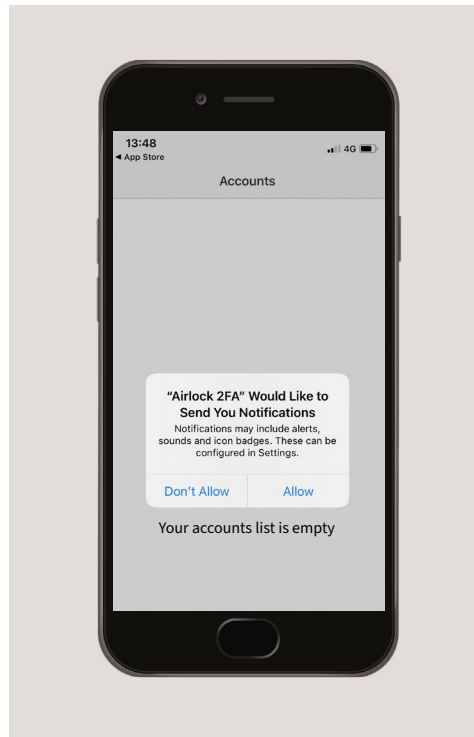 13:48
4G
◀ App Store
Accounts
“Airlock 2FA” Would Like to
Send You Notifications
Notifications may include alerts,
sounds and icon badges. These can be
configured in Settings.
Don’t Allow
Allow
Your accounts list is empty